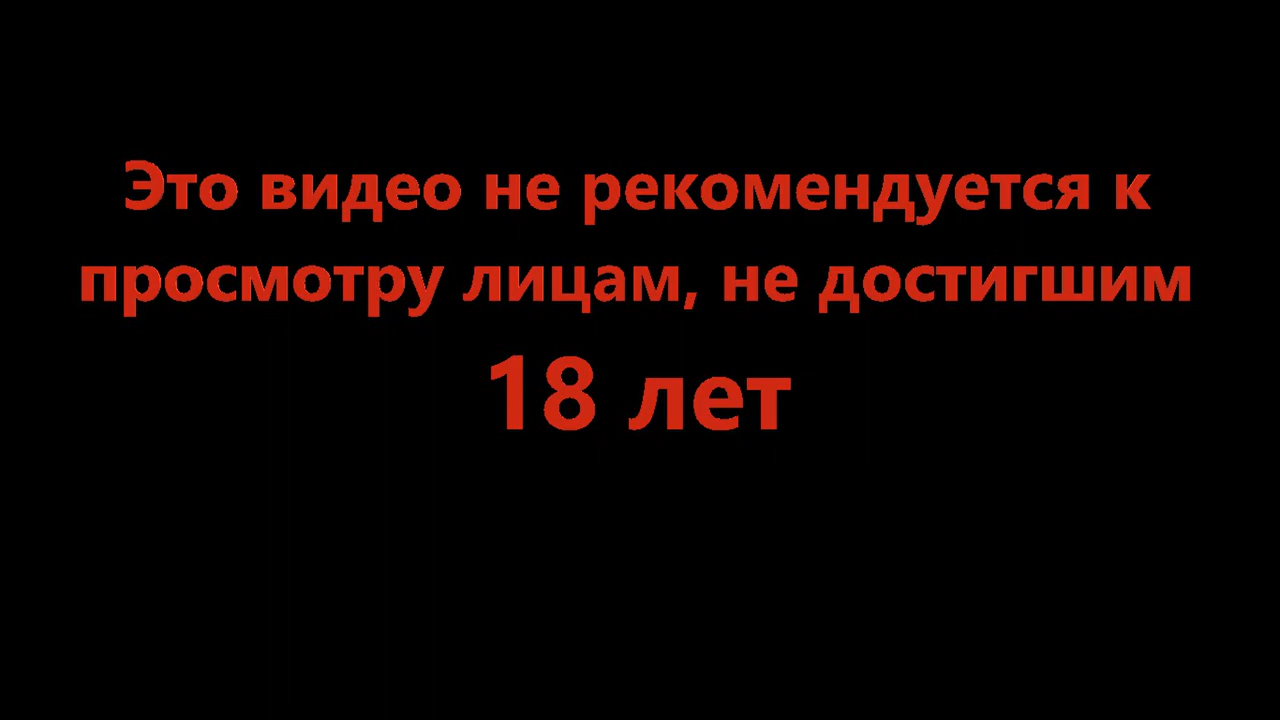 Это видео не рекомендуется к
просмотру лицам, не достигшим
18 лет